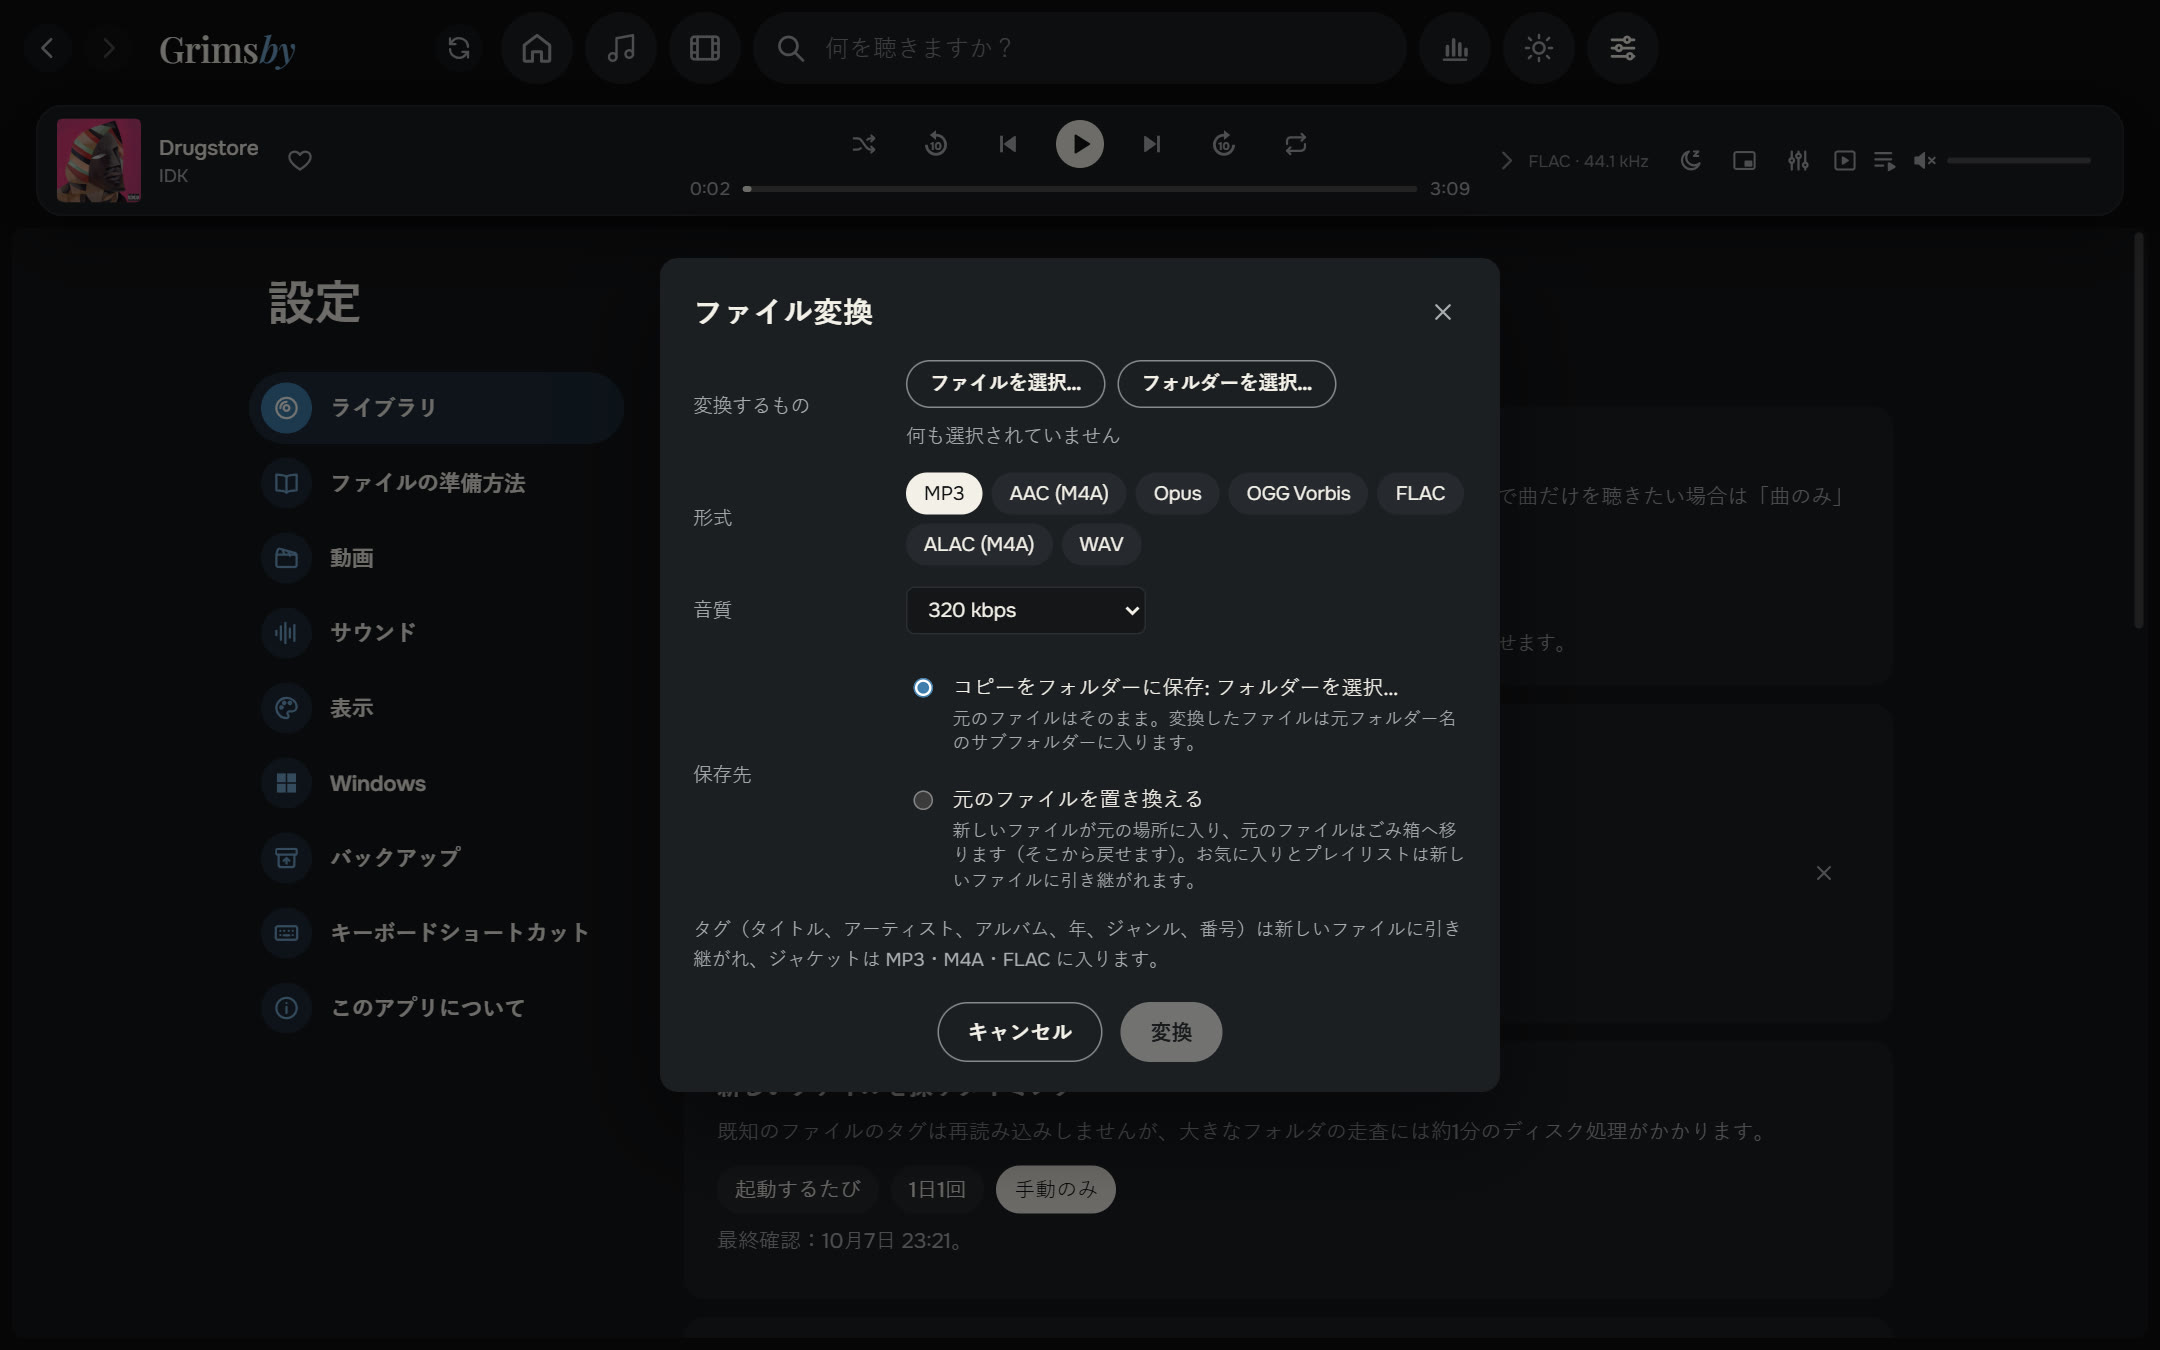 Grimsby
何を聴きますか？
Drugstore
IDK
10
10
FLAC · 44.1 kHz
0:02
3:09
設定
ライブラリ
ファイルの準備方法
動画
サウンド
表示
Windows
バックアップ
キーボードショートカット
このアプリについて
ファイル変換
変換するもの
ファイルを選択...
フォルダーを選択...
何も選択されていません
形式
MP3
AAC (M4A)
Opus
OGG Vorbis
FLAC
ALAC (M4A)
WAV
音質
320 kbps
保存先
コピーをフォルダーに保存: フォルダーを選択...
元のファイルはそのまま。変換したファイルは元フォルダー名
のサブフォルダーに入ります。
元のファイルを置き換える
新しいファイルが元の場所に入り、元のファイルはごみ箱へ移
ります（そこから戻せます）。お気に入りとプレイリストは新し
いファイルに引き継がれます。
タグ（タイトル、アーティスト、アルバム、年、ジャンル、番号）は新しいファイルに引き
継がれ、ジャケットは MP3・M4A・FLAC に入ります。
キャンセル
変換
で曲だけを聴きたい場合は「曲のみ」
せます。
既知のファイルのタグは再読み込みしませんが、大きなフォルダの走査には約1分のディスク処理がかかります。
起動するたび
1日1回
手動のみ
最終確認：10月7日 23:21。